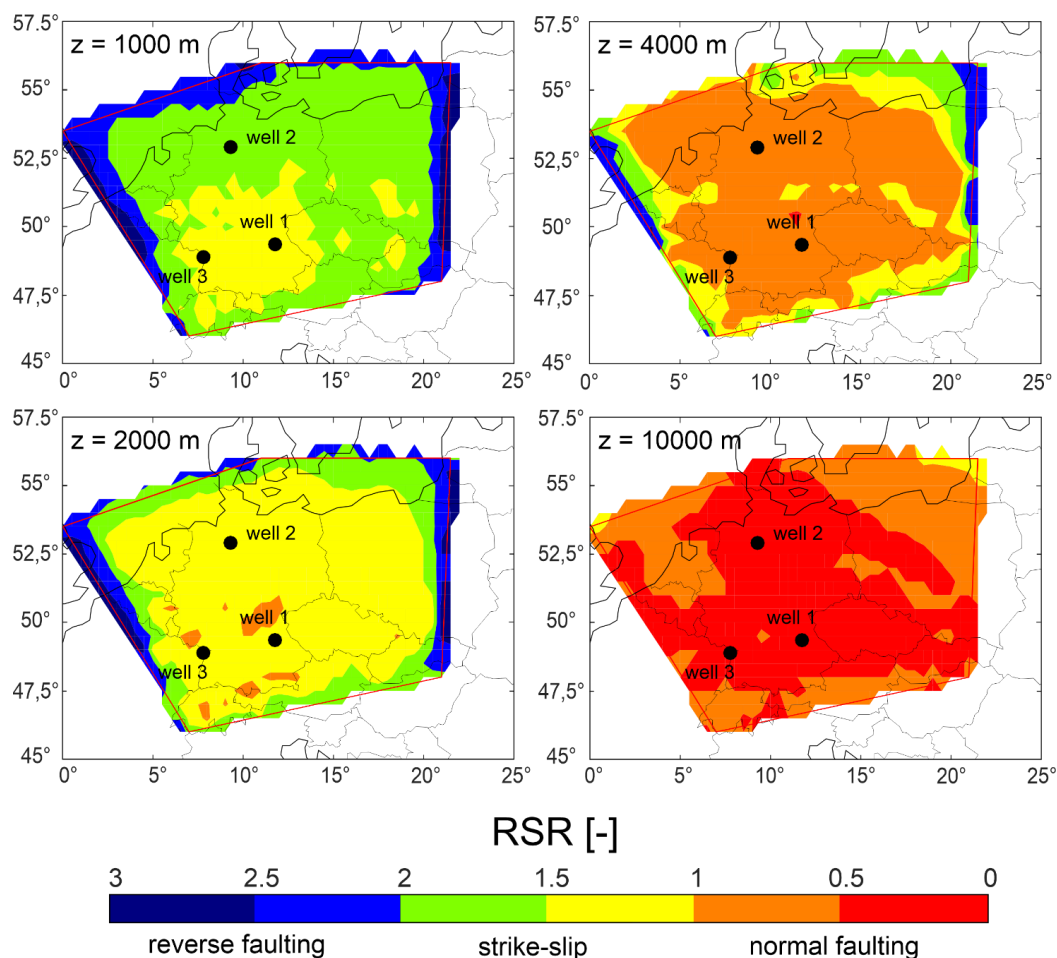 57.5°
z = 1000 m
55°
well 2
52.5°
50°
well 1
well 3
47.5°
45°
0° 5° 10° 15° 20° 25°
57.5°
z = 4000 m
55°
well 2
52.5°
50°
well 1
well 3
47.5°
45°
0° 5° 10° 15° 20° 25°
57.5°
z = 2000 m
55°
well 2
52.5°
50°
well 1
well 3
47.5°
45°
0° 5° 10° 15° 20° 25°
57.5°
z = 10000 m
55°
well 2
52,5°
50°
well 1
well 3
47.5°
45°
0° 5° 10° 15° 20° 25°
RSR [-]
3 2.5 2 1.5 1 0.5 0
reverse faulting strike-slip normal faulting